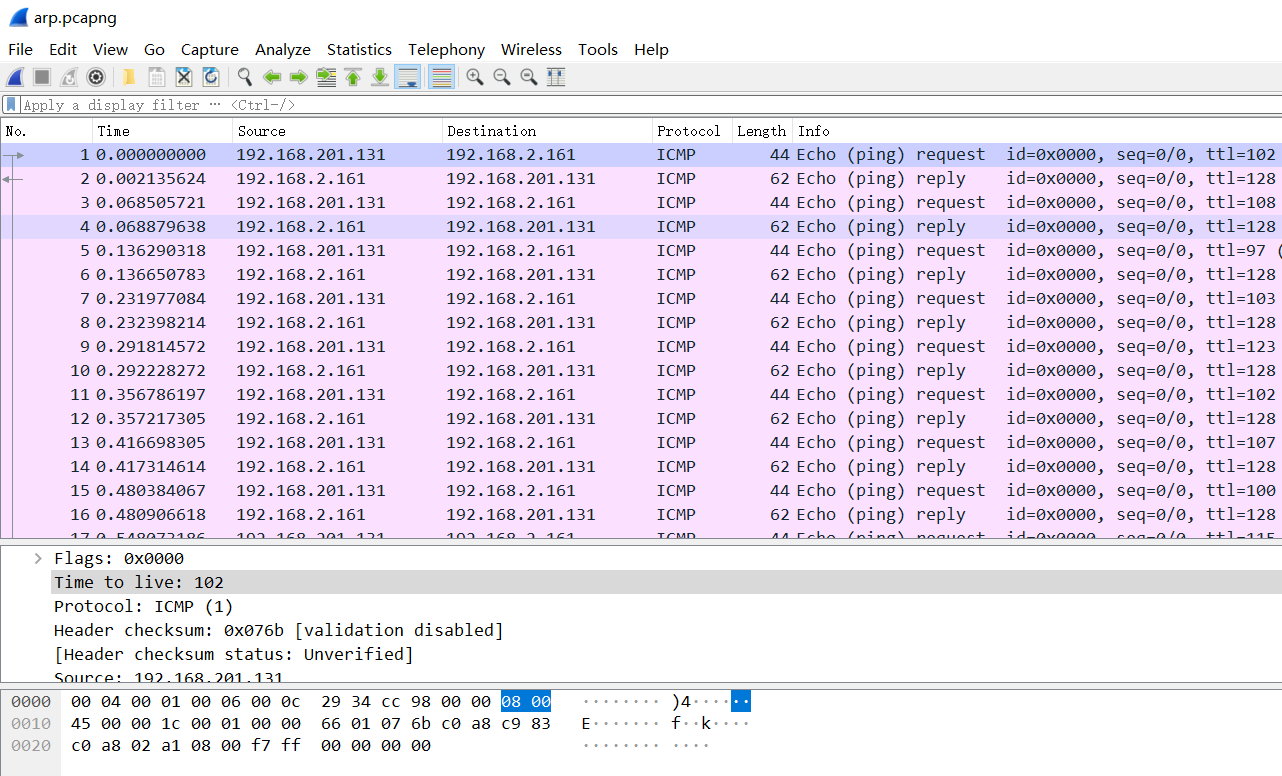 arp.pcapng
File Edit View Go Capture Analyze Statistics Telephony Wireless Tools Help
Apply a display filter ··· <Ctrl-/>
No. Time Source Destination Protocol Length Info
1 0.000000000 192.168.201.131 192.168.2.161 ICMP 44 Echo (ping) request id=0x0000, seq=0/0, ttl=102
2 0.002135624 192.168.2.161 192.168.201.131 ICMP 62 Echo (ping) reply id=0x0000, seq=0/0, ttl=128
3 0.068505721 192.168.201.131 192.168.2.161 ICMP 44 Echo (ping) request id=0x0000, seq=0/0, ttl=108
4 0.068879638 192.168.2.161 192.168.201.131 ICMP 62 Echo (ping) reply id=0x0000, seq=0/0, ttl=128
5 0.136290318 192.168.201.131 192.168.2.161 ICMP 44 Echo (ping) request id=0x0000, seq=0/0, ttl=97 (
6 0.136650783 192.168.2.161 192.168.201.131 ICMP 62 Echo (ping) reply id=0x0000, seq=0/0, ttl=128
7 0.231977084 192.168.201.131 192.168.2.161 ICMP 44 Echo (ping) request id=0x0000, seq=0/0, ttl=103
8 0.232398214 192.168.2.161 192.168.201.131 ICMP 62 Echo (ping) reply id=0x0000, seq=0/0, ttl=128
9 0.291814572 192.168.201.131 192.168.2.161 ICMP 44 Echo (ping) request id=0x0000, seq=0/0, ttl=123
10 0.292228272 192.168.2.161 192.168.201.131 ICMP 62 Echo (ping) reply id=0x0000, seq=0/0, ttl=128
11 0.356786197 192.168.201.131 192.168.2.161 ICMP 44 Echo (ping) request id=0x0000, seq=0/0, ttl=102
12 0.357217305 192.168.2.161 192.168.201.131 ICMP 62 Echo (ping) reply id=0x0000, seq=0/0, ttl=128
13 0.416698305 192.168.201.131 192.168.2.161 ICMP 44 Echo (ping) request id=0x0000, seq=0/0, ttl=107
14 0.417314614 192.168.2.161 192.168.201.131 ICMP 62 Echo (ping) reply id=0x0000, seq=0/0, ttl=128
15 0.480384067 192.168.201.131 192.168.2.161 ICMP 44 Echo (ping) request id=0x0000, seq=0/0, ttl=100
16 0.480906618 192.168.2.161 192.168.201.131 ICMP 62 Echo (ping) reply id=0x0000, seq=0/0, ttl=128
17 192.168.201.131 192.168.2.161 ICMP 44 Echo (ping) request id=0x0000, seq=0/0,
Flags: 0x0000
Time to live: 102
Protocol: ICMP (1)
Header checksum: 0x076b [validation disabled]
[Header checksum status: Unverified]
Source: 192.168.201.131
0000 00 04 00 01 00 06 00 0c 29 34 cc 98 00 00 08 00 ········ )4······
0010 45 00 00 1c 00 01 00 00 66 01 07 6b c0 a8 c9 83 E······· f··k····
0020 c0 a8 02 a1 08 00 f7 ff 00 00 00 00 ········ ····